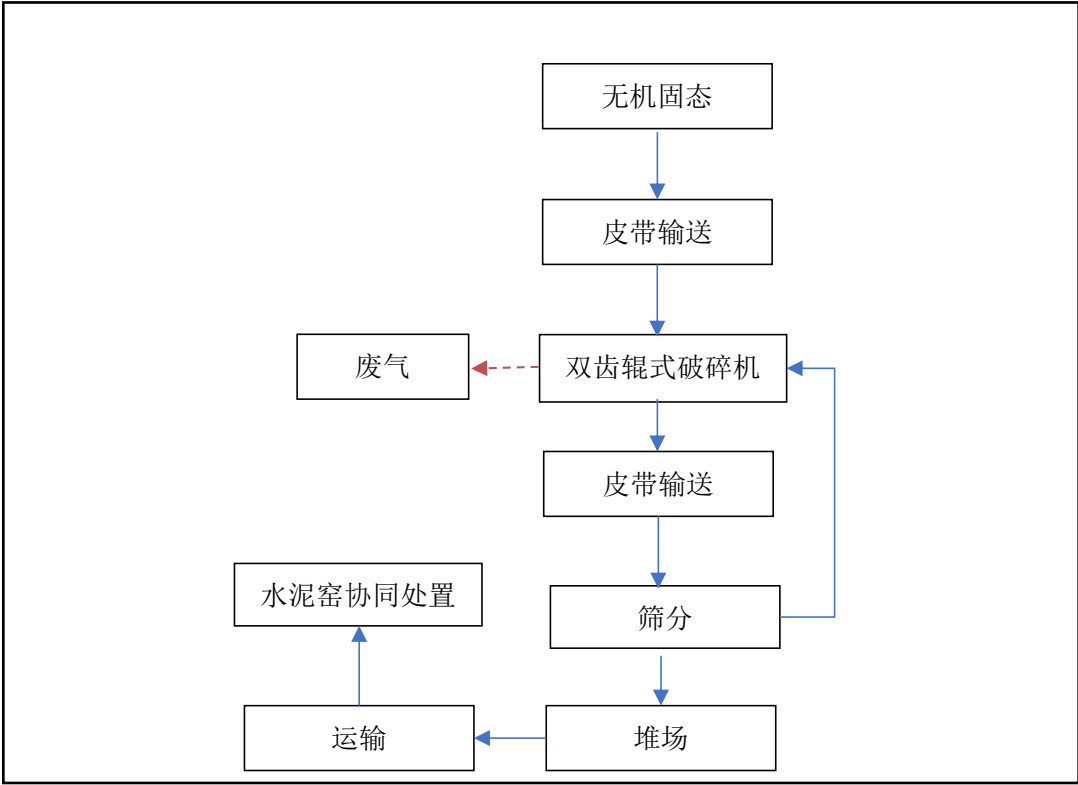 无机固态
皮带输送
废气
双齿辊式破碎机
皮带输送
水泥窑协同处置
筛分
运输
堆场